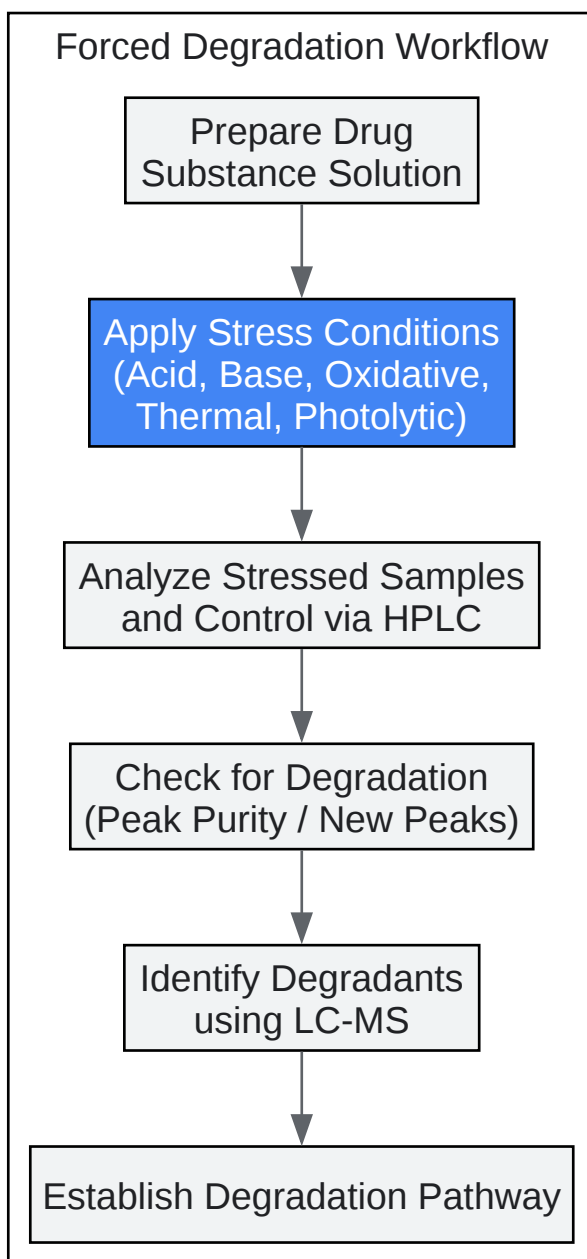 Forced Degradation Workflow
Prepare Drug
Substance Solution
Apply Stress Conditions
(Acid, Base, Oxidative,
Thermal, Photolytic)
Analyze Stressed Samples
and Control via HPLC
Check for Degradation
(Peak Purity / New Peaks)
Identify Degradants
using LC-MS
Establish Degradation Pathway